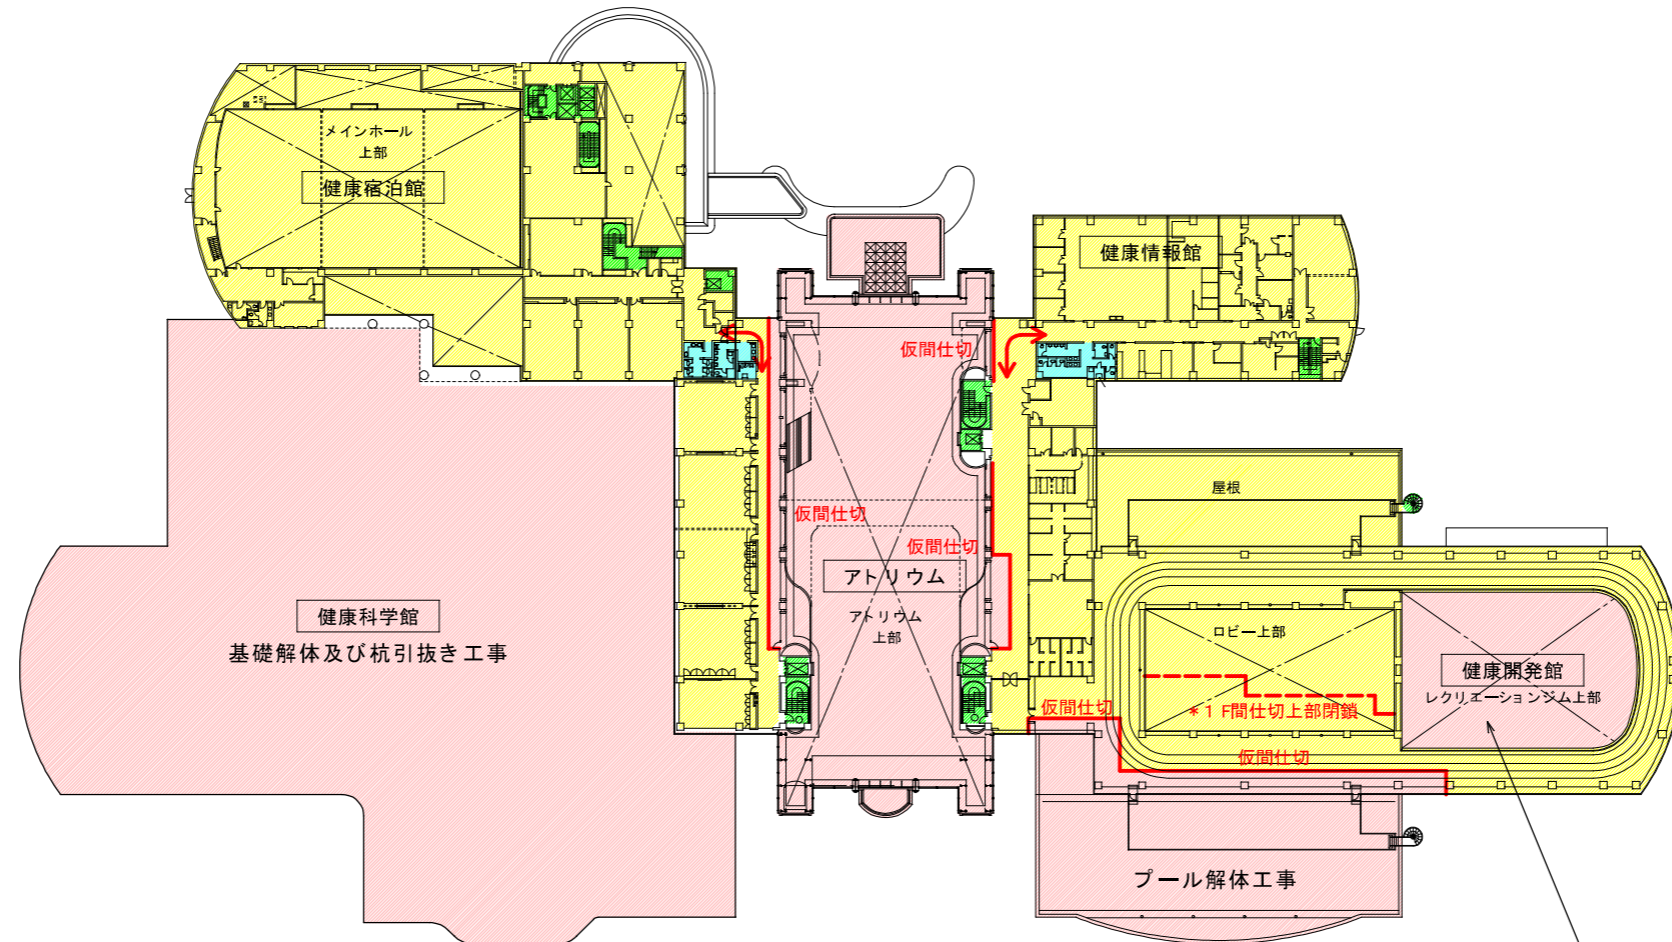 メインホール
上部
健康宿泊館
健康情報館
仮間仕切
屋根
仮間仕切
仮間仕切
アトリウム
アトリウム
上部
健康科学館
基礎解体及び杭引抜き工事
ロビー上部
健康開発館
レクリエーションジム上部
仮間仕切
*1F間仕切上部閉鎖
仮間仕切
プール解体工事